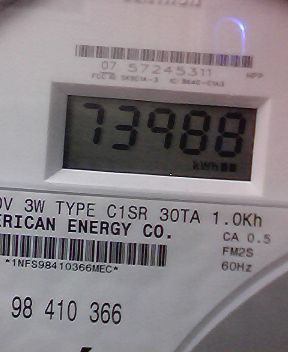 07 57245311
73988
kWh
0V 3W TYPE C1SR 30TA 1.0Kh
ERICAN ENERGY CO.
CA 0.5
FM2S
60Hz
*1NFS98410366MEC*
98 410 366